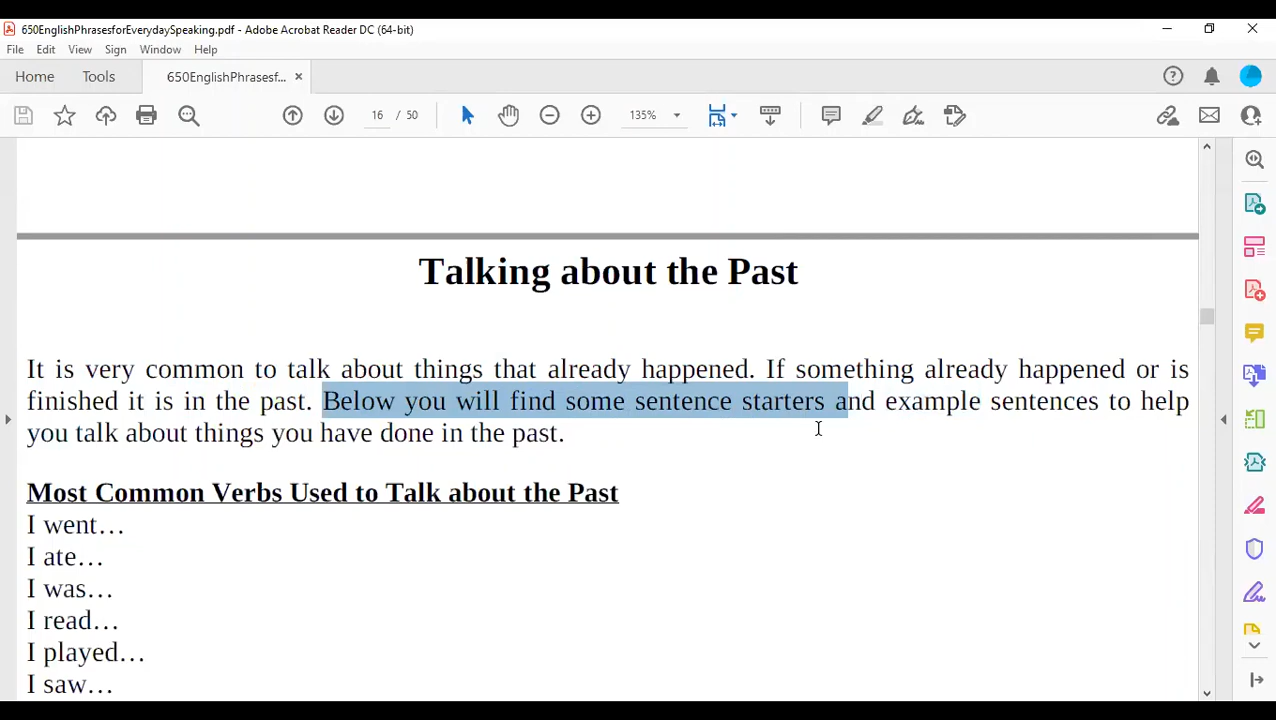 650EnglishPhrasesforEverydaySpeaking.pdf - Adobe Acrobat Reader DC (64-bit)
File Edit View Sign Window Help
Home Tools 650EnglishPhrasesf... ×
16 / 50 135%
Talking about the Past
It is very common to talk about things that already happened. If something already happened or is
finished it is in the past. Below you will find some sentence starters and example sentences to help
you talk about things you have done in the past.
Most Common Verbs Used to Talk about the Past
I went…
I ate…
I was…
I read…
I played…
I saw…